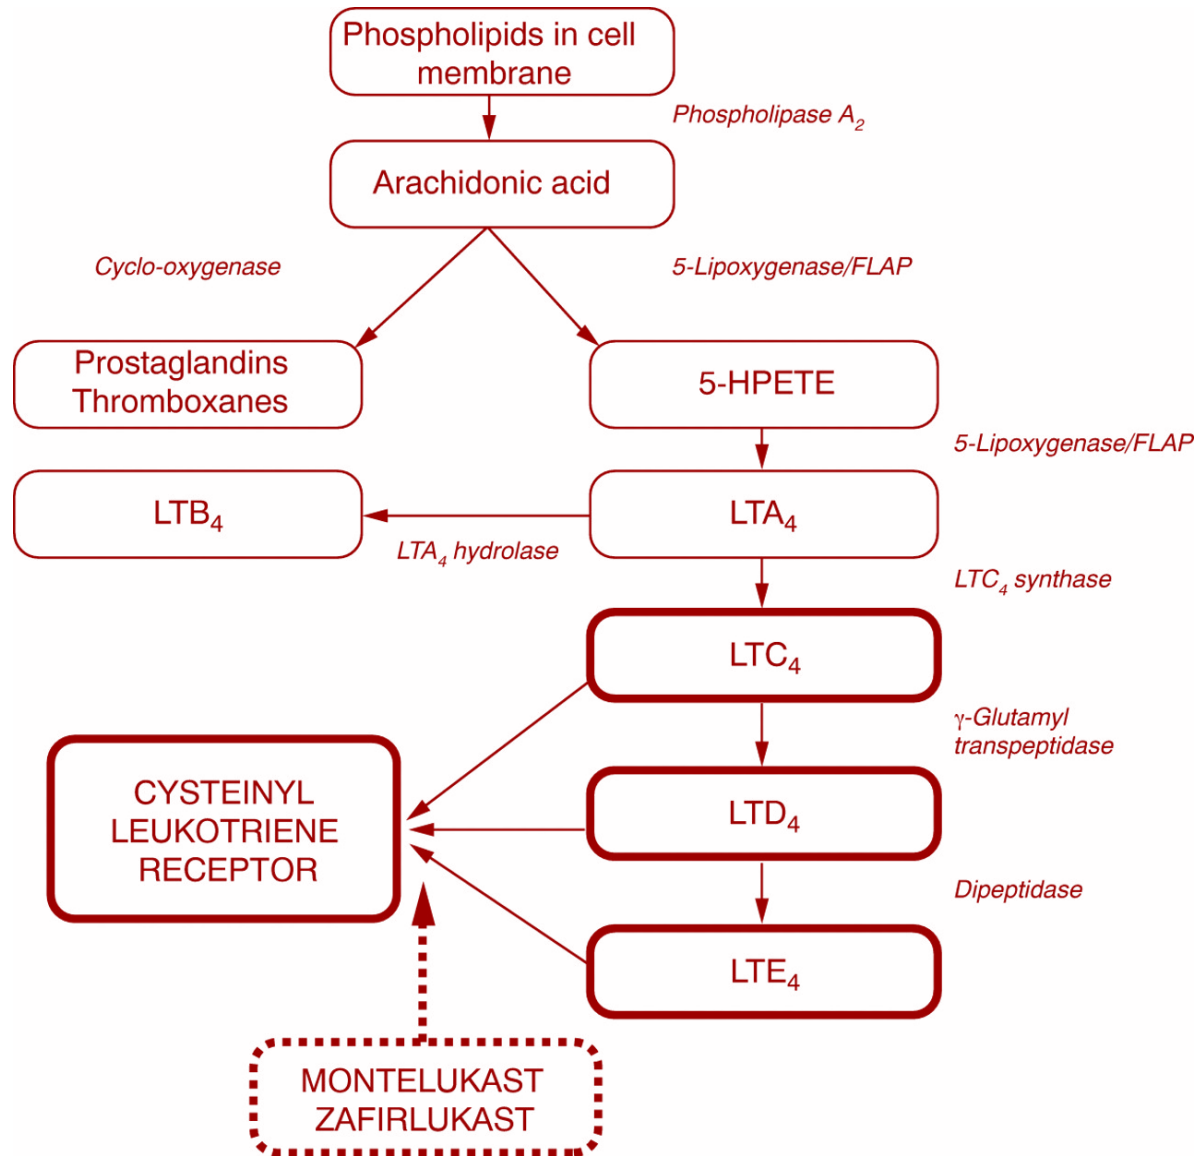 Phospholipids in cell
membrane
Phospholipase A₂
Arachidonic acid
Cyclo-oxygenase
5-Lipoxygenase/FLAP
Prostaglandins
Thromboxanes
5-HPETE
5-Lipoxygenase/FLAP
LTB₄
LTA₄
LTA₄ hydrolase
LTC₄ synthase
LTC₄
γ-Glutamyl
transpeptidase
CYSTEINYL
LEUKOTRIENE
RECEPTOR
LTD₄
Dipeptidase
LTE₄
MONTELUKAST
ZAFIRLUKAST